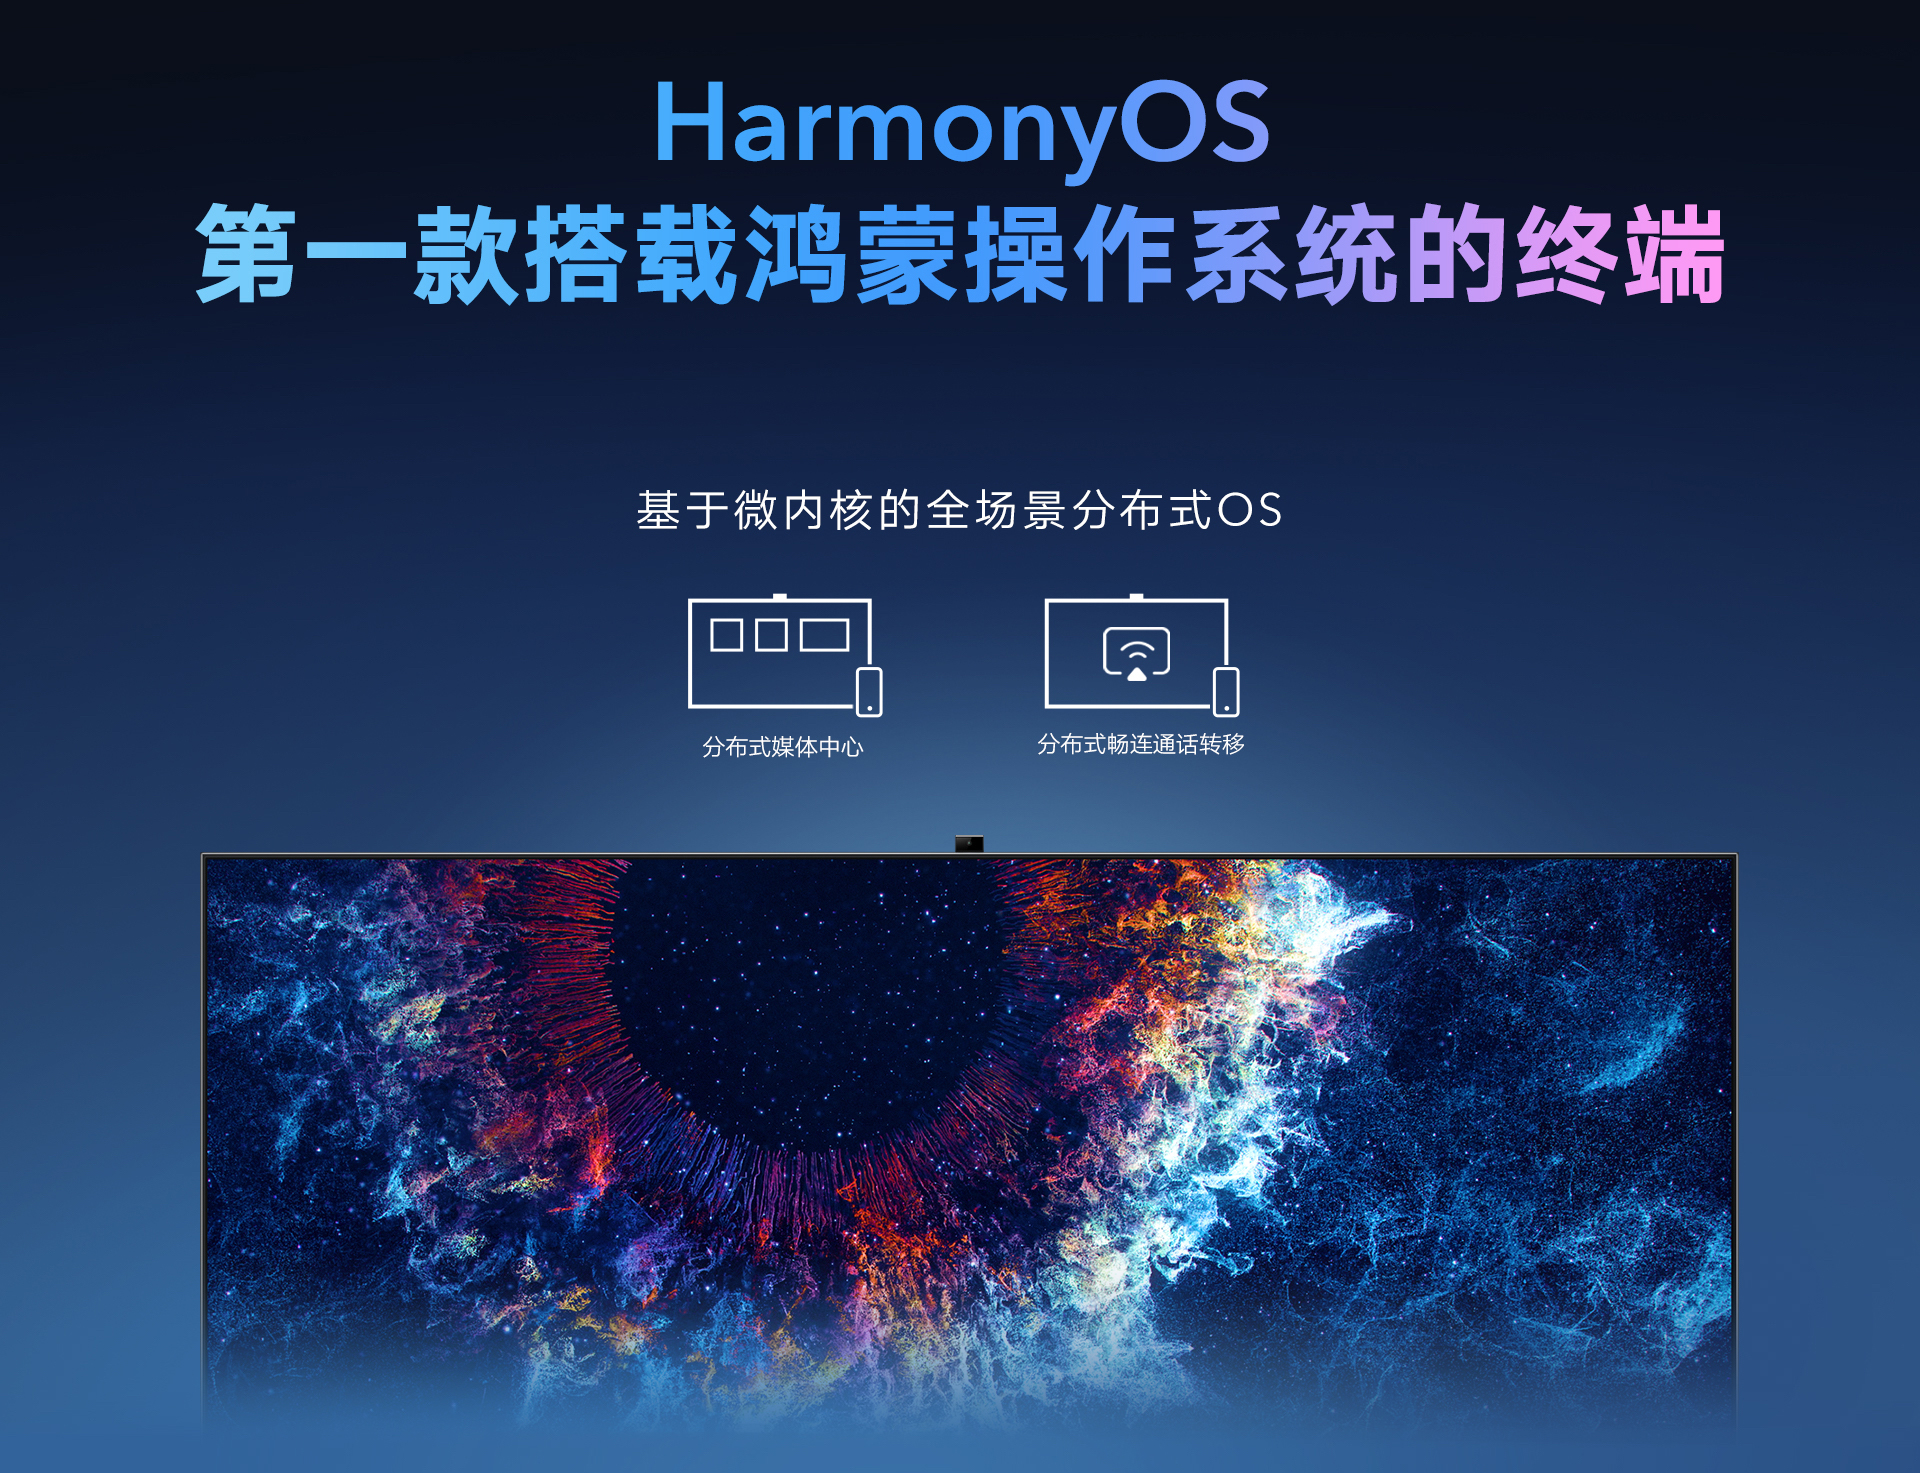 HarmonyOS
第一款搭载鸿蒙操作系统的终端
基于微内核的全场景分布式OS
分布式媒体中心
分布式畅连通话转移